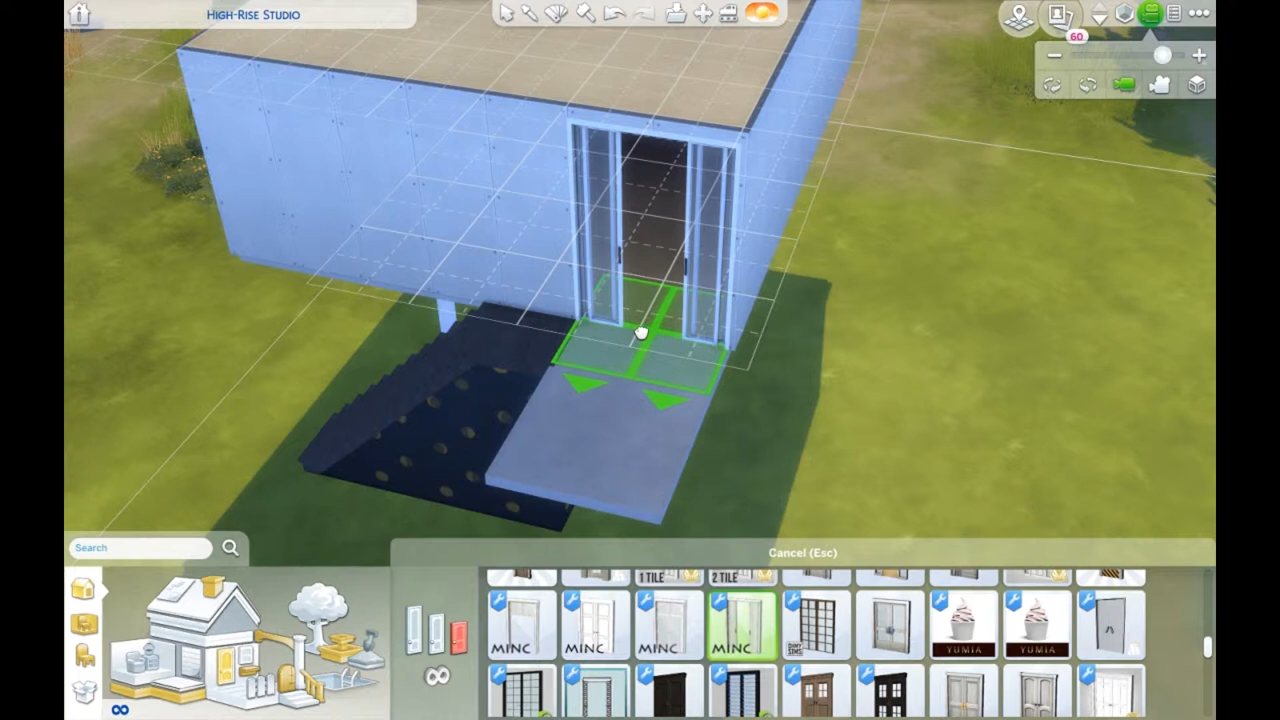 HIGH-RISE STUDIO
60
Search
Cancel (Esc)
1 TILE
2 TILE
MINC
MINC
MINC
MINC
YUMIA
YUMIA